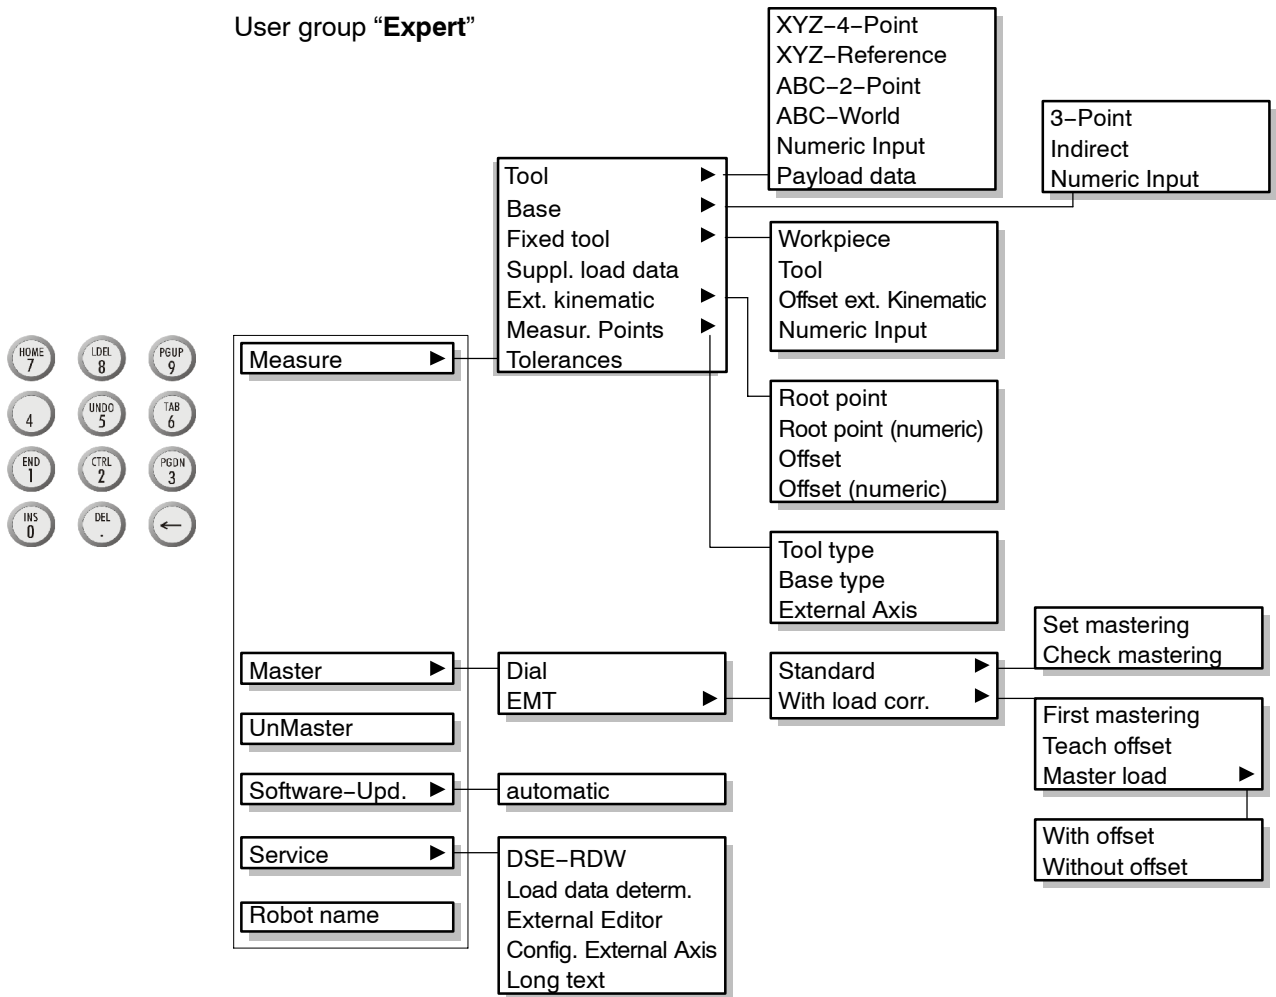 User group “Expert”
XYZ–4–Point
XYZ–Reference
ABC–2–Point
ABC–World
Numeric Input
Payload data
3–Point
Indirect
Numeric Input
Tool
Base
Fixed tool
Suppl. load data
Ext. kinematic
Measur. Points
Tolerances
Workpiece
Tool
Offset ext. Kinematic
Numeric Input
Root point
Root point (numeric)
Offset
Offset (numeric)
Tool type
Base type
External Axis
HOME
7
LDEL
8
PGUP
9
4
UNDO
5
TAB
6
END
1
CTRL
2
PGDN
3
INS
0
DEL
.
←
Measure
Master
UnMaster
Software–Upd.
Service
Robot name
Dial
EMT
Standard
With load corr.
Set mastering
Check mastering
First mastering
Teach offset
Master load
With offset
Without offset
automatic
DSE–RDW
Load data determ.
External Editor
Config. External Axis
Long text